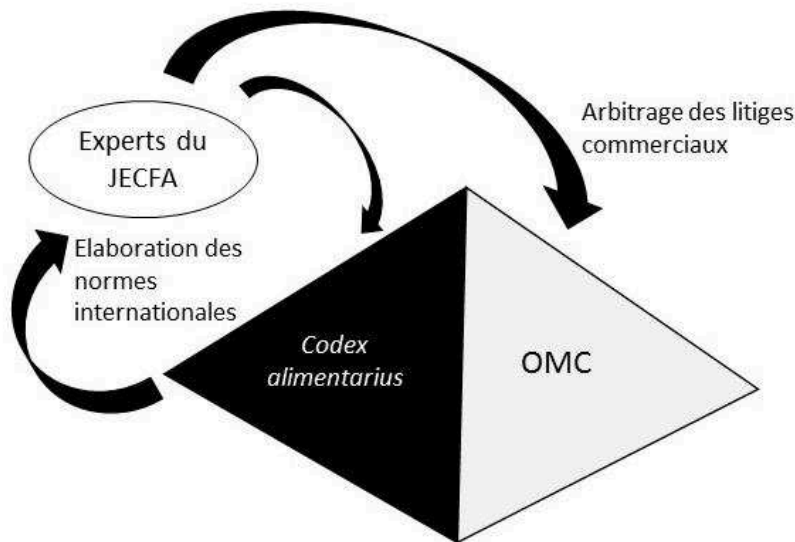 Experts du
JECFA
Arbitrage des litiges
commerciaux
Elaboration des
normes
internationales
Codex
alimentarius
OMC